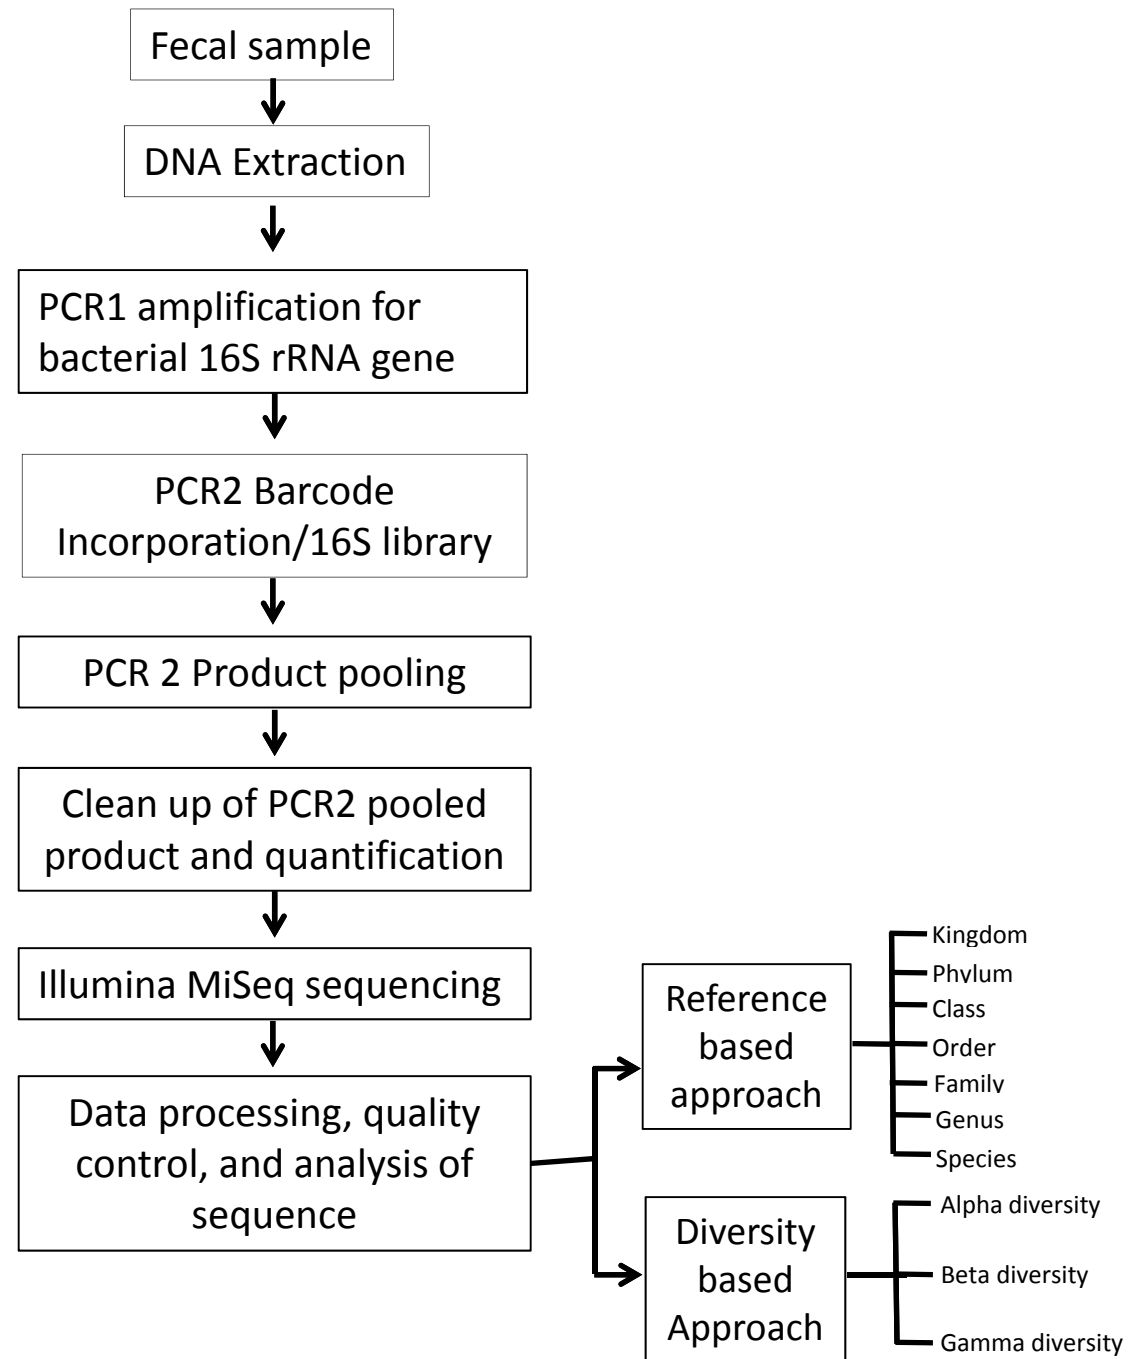 Fecal sample
DNA Extraction
PCR1 amplification for
bacterial 16S rRNA gene
PCR2 Barcode
Incorporation/16S library
PCR 2 Product pooling
Clean up of PCR2 pooled
product and quantification
Illumina MiSeq sequencing
Data processing, quality
control, and analysis of
sequence
Reference
based
approach
Kingdom
Phylum
Class
Order
Family
Genus
Species
Diversity
based
Approach
Alpha diversity
Beta diversity
Gamma diversity